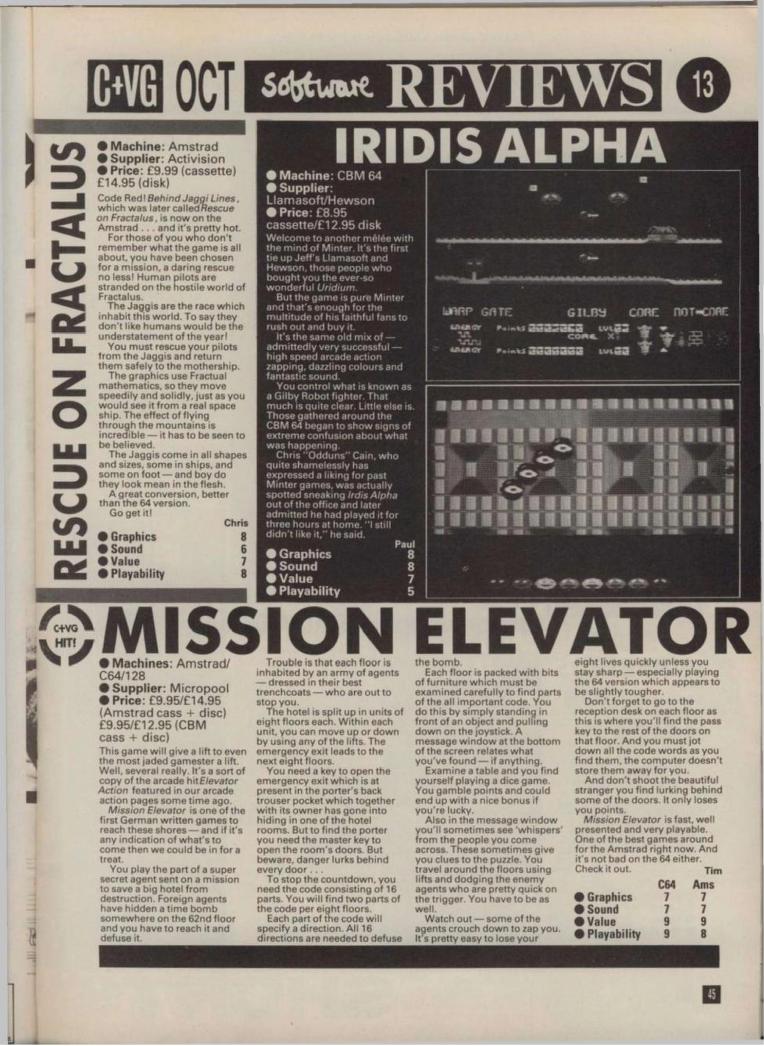 C+VG OCT software REVIEWS 13
RESCUE ON FRACTALUS
● Machine: Amstrad
● Supplier: Activision
● Price: £9.99 (cassette)
£14.95 (disk)
Code Red! Behind Jaggi Lines,
which was later called Rescue
on Fractalus, is now on the
Amstrad . . . and it's pretty hot.
For those of you who don't
remember what the game is all
about, you have been chosen
for a mission, a daring rescue
no less! Human pilots are
stranded on the hostile world of
Fractalus.
The Jaggis are the race which
inhabit this world. To say they
don't like humans would be the
understatement of the year!
You must rescue your pilots
from the Jaggis and return
them safely to the mothership.
The graphics use Fractual
mathematics, so they move
speedily and solidly, just as you
would see it from a real space
ship. The effect of flying
through the mountains is
incredible — it has to be seen to
be believed.
The Jaggis come in all shapes
and sizes, some in ships, and
some on foot — and boy do
they look mean in the flesh.
A great conversion, better
than the 64 version.
Go get it!
Chris
● Graphics 8
● Sound 6
● Value 7
● Playability 8
IRIDIS ALPHA
● Machine: CBM 64
● Supplier:
Llamasoft/Hewson
● Price: £8.95
cassette/£12.95 disk
Welcome to another mêlée with
the mind of Minter. It's the first
tie up Jeff's Llamasoft and
Hewson, those people who
bought you the ever-so
wonderful Uridium.
But the game is pure Minter
and that's enough for the
multitude of his faithful fans to
rush out and buy it.
It's the same old mix of —
admittedly very successful —
high speed arcade action
zapping, dazzling colours and
fantastic sound.
You control what is known as
a Gilby Robot fighter. That
much is quite clear. Little else is.
Those gathered around the
CBM 64 began to show signs of
extreme confusion about what
was happening.
Chris "Odduns" Cain, who
quite shamelessly has
expressed a liking for past
Minter games, was actually
spotted sneaking Irdis Alpha
out of the office and later
admitted he had played it for
three hours at home. "I still
didn't like it," he said.
Paul
● Graphics 8
● Sound 8
● Value 7
● Playability 5
WARP GATE GILBY CORE NOT=CORE
ENERGY Points LVL
CORE X
ENERGY Points LVL
C+VG
HIT!
MISSION ELEVATOR
● Machines: Amstrad/
C64/128
● Supplier: Micropool
● Price: £9.95/£14.95
(Amstrad cass + disc)
£9.95/£12.95 (CBM
cass + disc)
This game will give a lift to even
the most jaded gamester a lift.
Well, several really. It's a sort of
copy of the arcade hit Elevator
Action featured in our arcade
action pages some time ago.
Mission Elevator is one of the
first German written games to
reach these shores — and if it's
any indication of what's to
come then we could be in for a
treat.
You play the part of a super
secret agent sent on a mission
to save a big hotel from
destruction. Foreign agents
have hidden a time bomb
somewhere on the 62nd floor
and you have to reach it and
defuse it.
Trouble is that each floor is
inhabited by an army of agents
— dressed in their best
trenchcoats — who are out to
stop you.
The hotel is split up in units of
eight floors each. Within each
unit, you can move up or down
by using any of the lifts. The
emergency exit leads to the
next eight floors.
You need a key to open the
emergency exit which is at
present in the porter's back
trouser pocket which together
with its owner has gone into
hiding in one of the hotel
rooms. But to find the porter
you need the master key to
open the room's doors. But
beware, danger lurks behind
every door . . .
To stop the countdown, you
need the code consisting of 16
parts. You will find two parts of
the code per eight floors.
Each part of the code will
specify a direction. All 16
directions are needed to defuse
the bomb.
Each floor is packed with bits
of furniture which must be
examined carefully to find parts
of the all important code. You
do this by simply standing in
front of an object and pulling
down on the joystick. A
message window at the bottom
of the screen relates what
you've found — if anything.
Examine a table and you find
yourself playing a dice game.
You gamble points and could
end up with a nice bonus if
you're lucky.
Also in the message window
you'll sometimes see 'whispers'
from the people you come
across. These sometimes give
you clues to the puzzle. You
travel around the floors using
lifts and dodging the enemy
agents who are pretty quick on
the trigger. You have to be as
well.
Watch out — some of the
agents crouch down to zap you.
It's pretty easy to lose your
eight lives quickly unless you
stay sharp — especially playing
the 64 version which appears to
be slightly tougher.
Don't forget to go to the
reception desk on each floor as
this is where you'll find the pass
key to the rest of the doors on
that floor. And you must jot
down all the code words as you
find them, the computer doesn't
store them away for you.
And don't shoot the beautiful
stranger you find lurking behind
some of the doors. It only loses
you points.
Mission Elevator is fast, well
presented and very playable.
One of the best games around
for the Amstrad right now. And
it's not bad on the 64 either.
Check it out.
Tim
C64 Ams
● Graphics 7 7
● Sound 7 7
● Value 9 9
● Playability 9 8
45